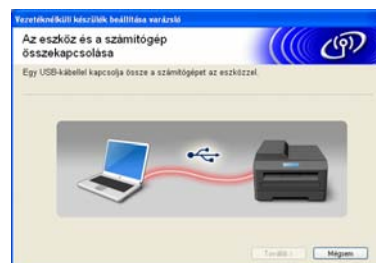 Vezetéknélküli készülék beállítása varázsló
Az eszköz és a számítógép
összekapcsolása
Egy USB-kábellel kapcsolja össze a számítógépet az eszközzel.
Tovább >
Mégsem